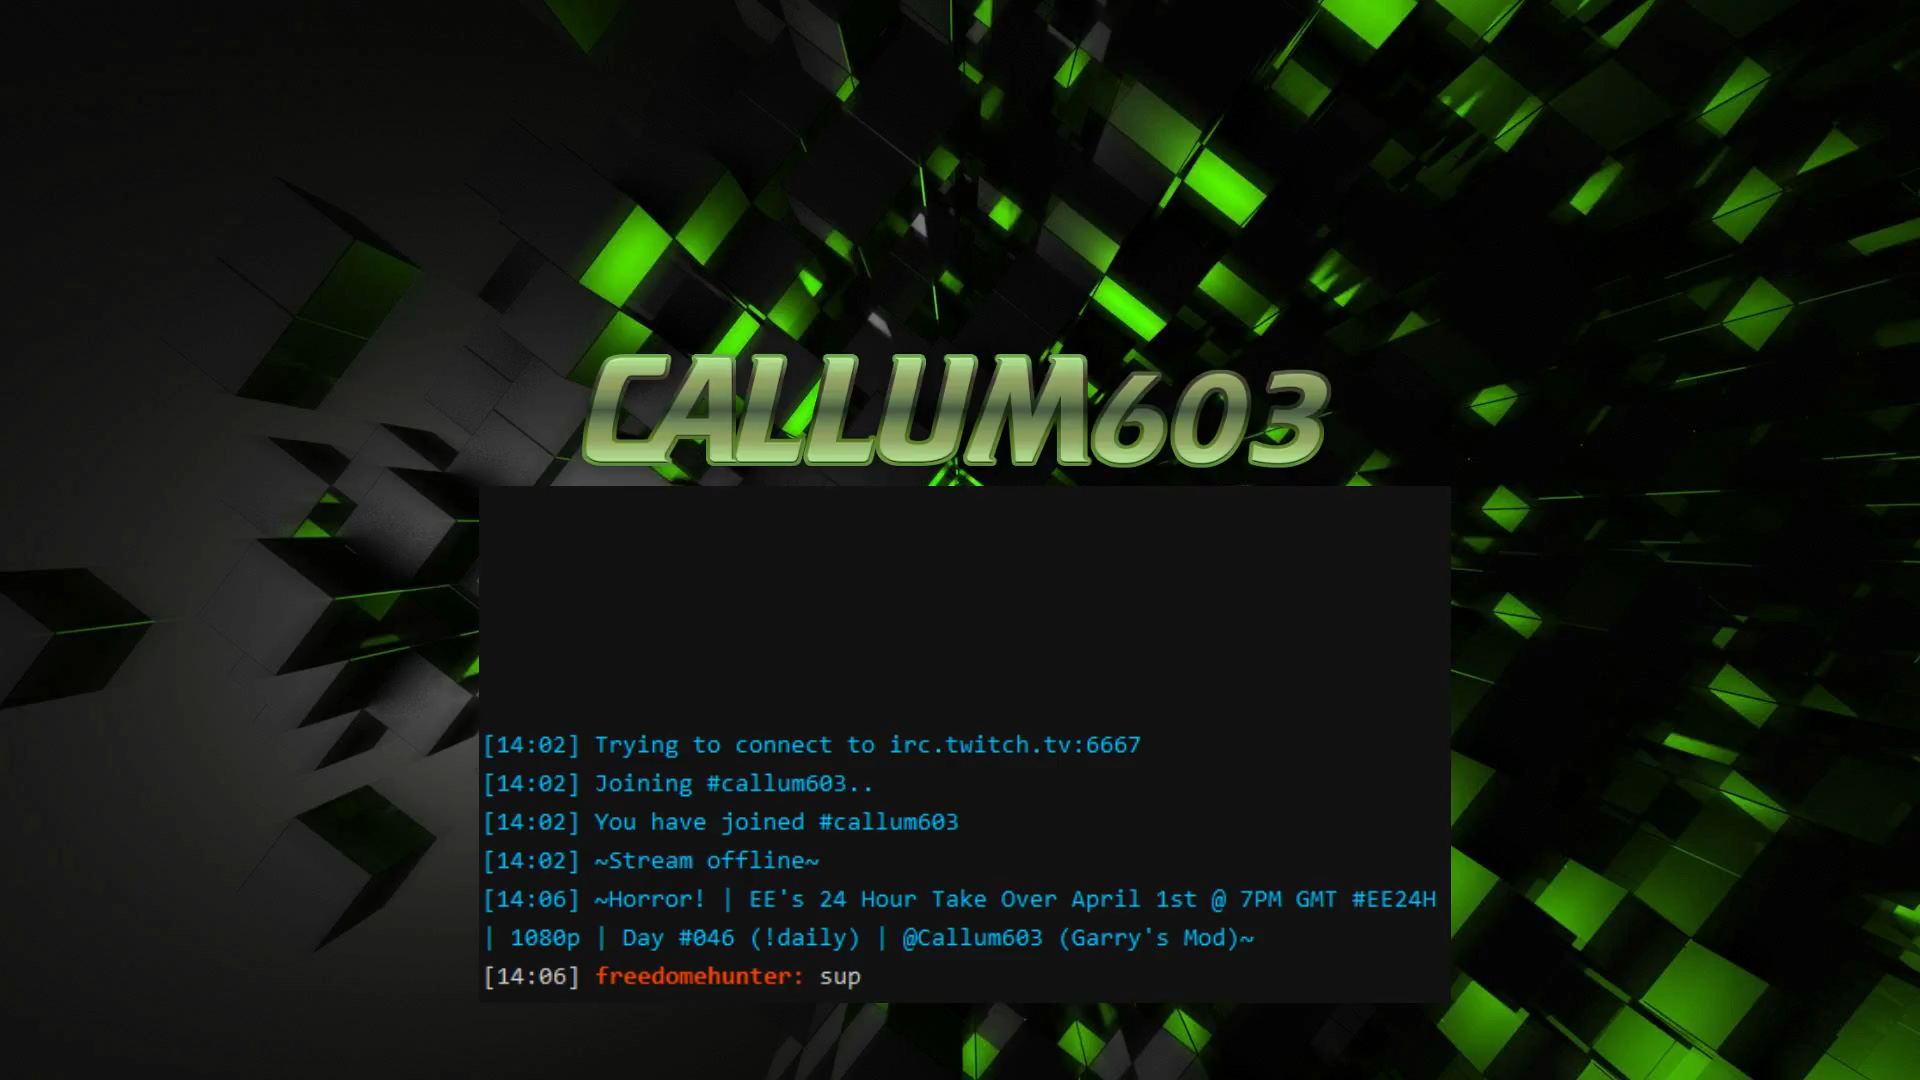 CALLUM603
[14:02] Trying to connect to irc.twitch.tv:6667
[14:02] Joining #callum603..
[14:02] You have joined #callum603
[14:02] ~Stream offline~
[14:06] ~Horror! | EE's 24 Hour Take Over April 1st @ 7PM GMT #EE24H
| 1080p | Day #046 (!daily) | @Callum603 (Garry's Mod)~
[14:06] freedomehunter: sup